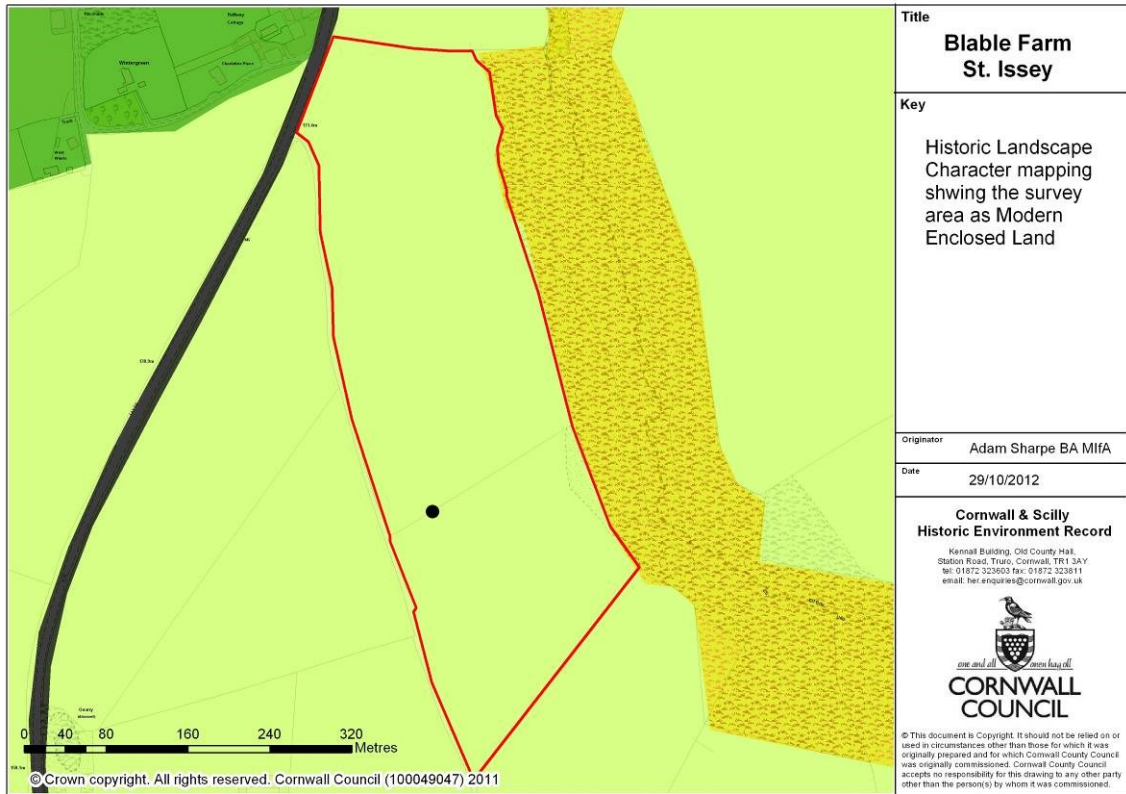 Halfway
Cottage
Wintergreen
Title
Blable Farm
St. Issey
Key
Historic Landscape
Character mapping
shwing the survey
area as Modern
Enclosed Land
Originator
Adam Sharpe BA MIfA
Date
29/10/2012
Cornwall & Scilly
Historic Environment Record
Kennall Building, Old County Hall,
Station Road, Truro, Cornwall, TR1 3AY
tel: 01872 323603 fax: 01872 323811
email: her.enquiries@cornwall.gov.uk
one and all onen hag oll
CORNWALL
COUNCIL
© This document is Copyright. It should not be relied on or
used in circumstances other than those for which it was
originally prepared and for which Cornwall County Council
was originally commissioned. Cornwall County Council
accepts no responsibility for this drawing to any other party
other than the person(s) by whom it was commissioned.
Quarry
(disused)
0 40 80 160 240 320
Metres
© Crown copyright. All rights reserved. Cornwall Council (100049047) 2011